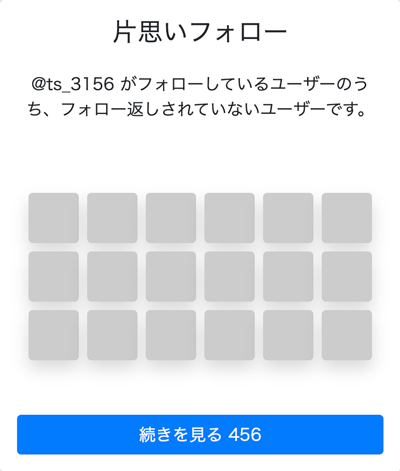 片思いフォロー
@ts_3156 がフォローしているユーザーのう
ち、フォロー返しされていないユーザーです。
続きを見る 456